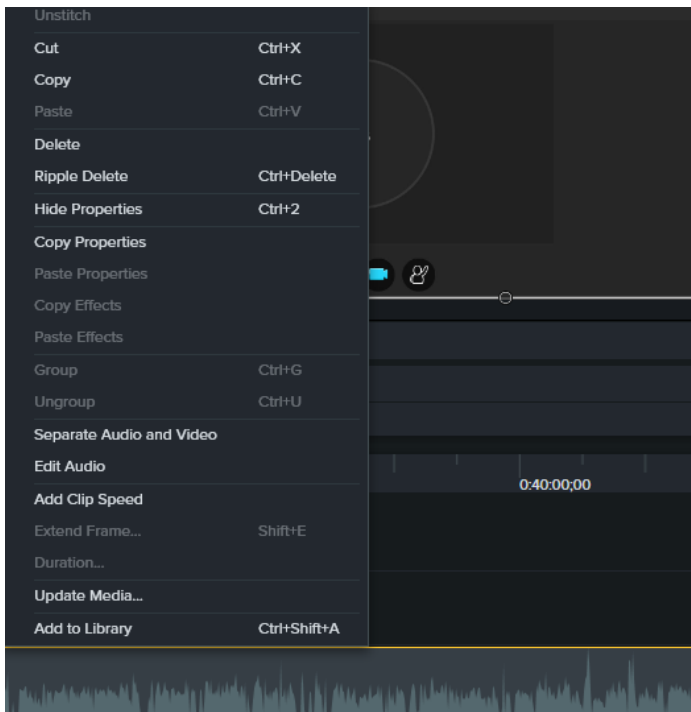 Unstitch
Cut Ctrl+X
Copy Ctrl+C
Paste Ctrl+V
Delete
Ripple Delete Ctrl+Delete
Hide Properties Ctrl+2
Copy Properties
Paste Properties
Copy Effects
Paste Effects
Group Ctrl+G
Ungroup Ctrl+U
Separate Audio and Video
Edit Audio
Add Clip Speed
0:40:00;00
Extend Frame... Shift+E
Duration...
Update Media...
Add to Library Ctrl+Shift+A